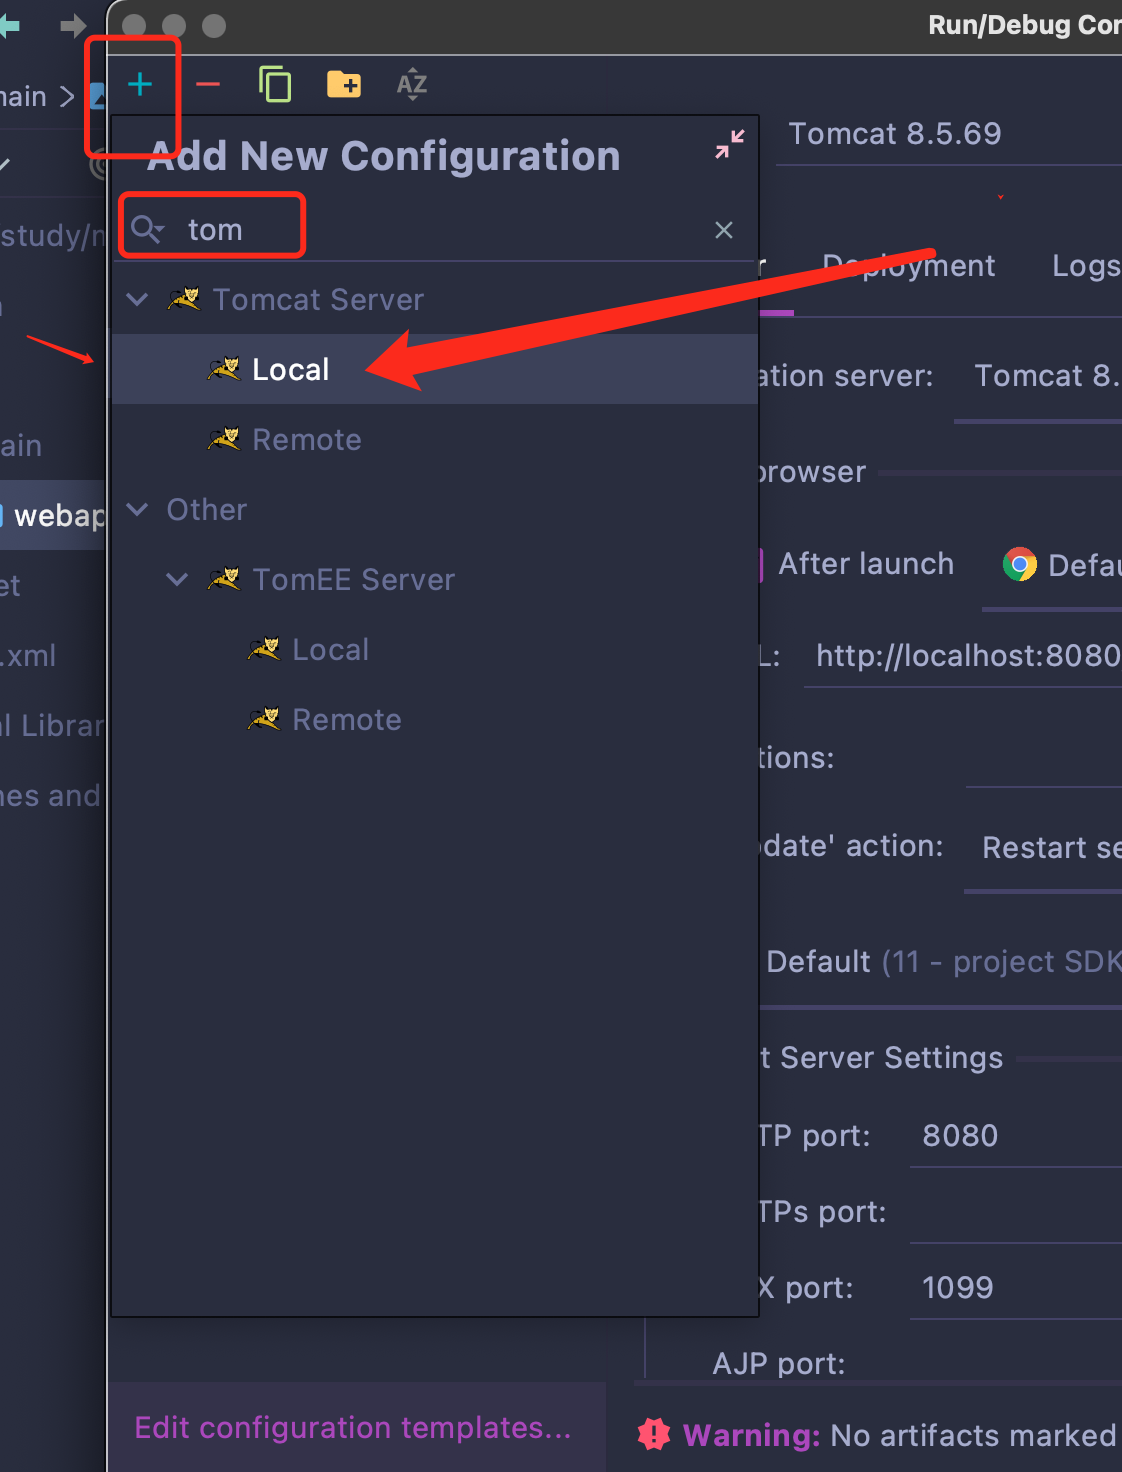 Run/Debug Con
ain >
Add New Configuration
Tomcat 8.5.69
tom
study/m
Deployment
Logs
Tomcat Server
Local
ation server:
Tomcat 8.
Remote
ain
browser
Other
webap
After launch
Defau
TomEE Server
et
Local
.xml
L:
http://localhost:8080
Remote
l Librar
tions:
nes and
date' action:
Restart se
Default (11 - project SDK
t Server Settings
TP port:
8080
TPs port:
X port:
1099
AJP port:
Edit configuration templates...
Warning: No artifacts marked